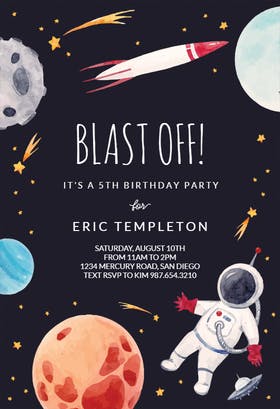 BLAST OFF!
IT'S A 5TH BIRTHDAY PARTY
for
ERIC TEMPLETON
SATURDAY, AUGUST 10TH
FROM 11AM TO 2PM
1234 MERCURY ROAD, SAN DIEGO
TEXT RSVP TO KIM 987.654.3210